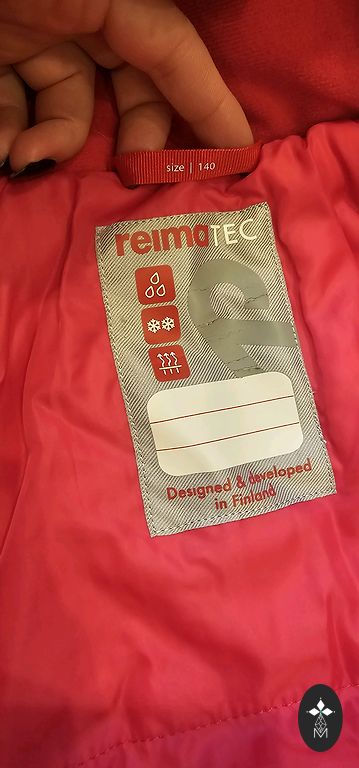 size | 140
reimaTEC
Designed & developed
in Finland
M